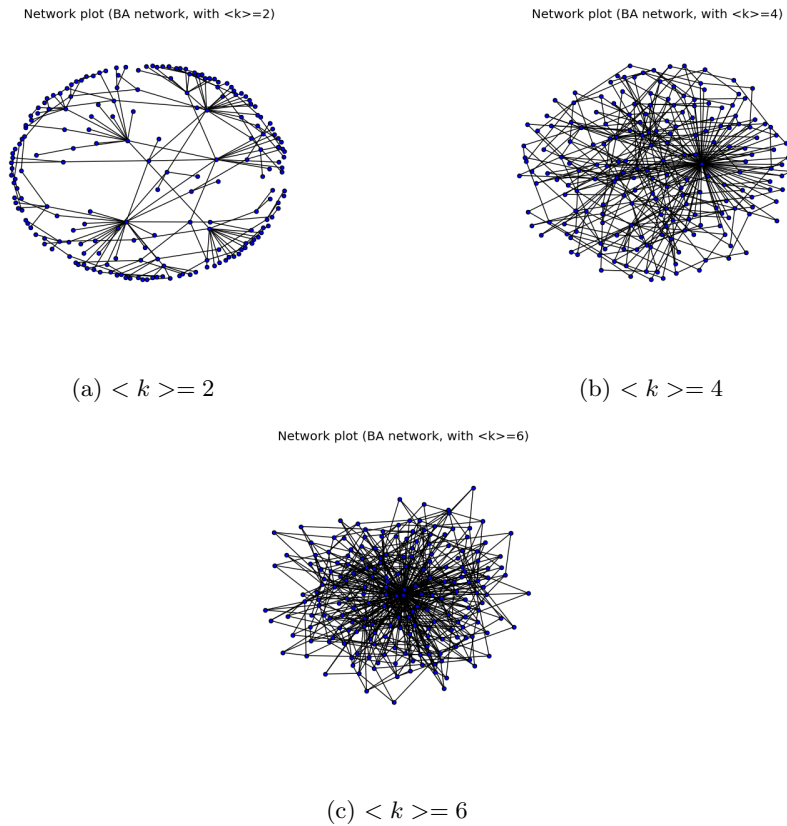 Network plot (BA network, with <k>=2)
Network plot (BA network, with <k>=4)
(a) < k >= 2
(b) < k >= 4
Network plot (BA network, with <k>=6)
(c) < k >= 6